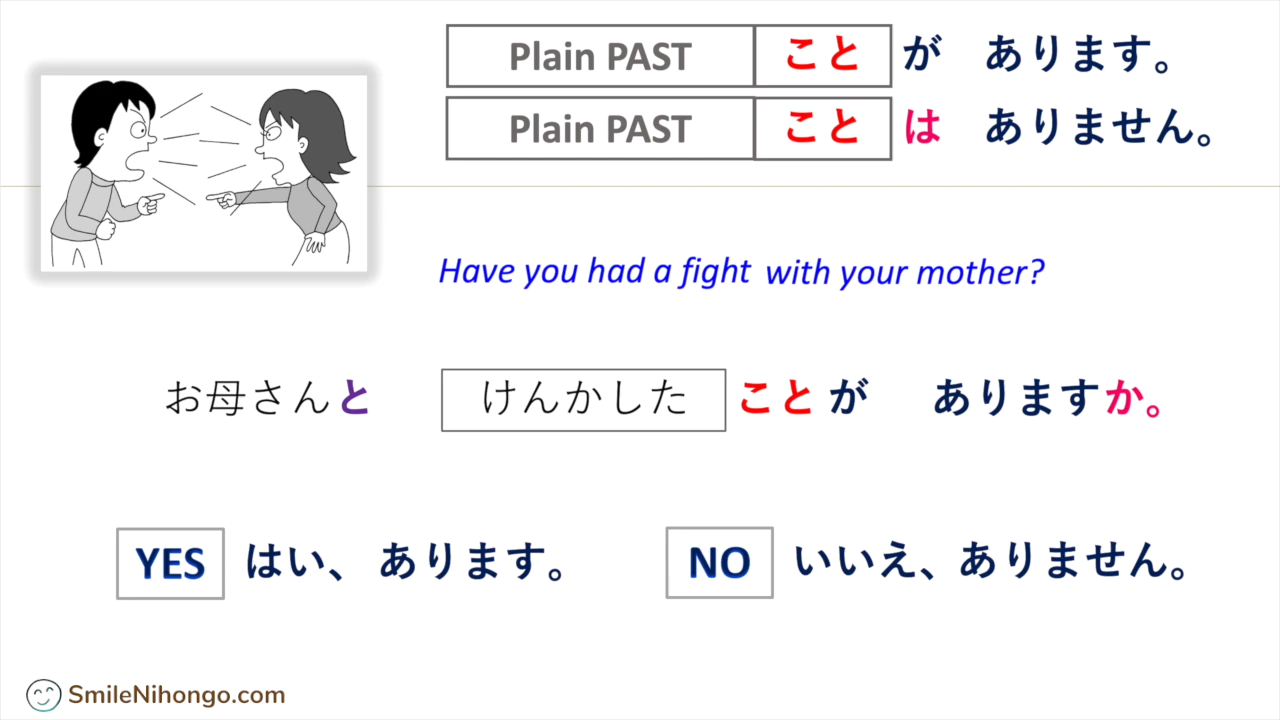 Plain PAST こと が あります。
Plain PAST こと は ありません。
Have you had a fight with your mother?
お母さんと けんかした ことが ありますか。
YES はい、あります。 NO いいえ、ありません。
SmileNihongo.com